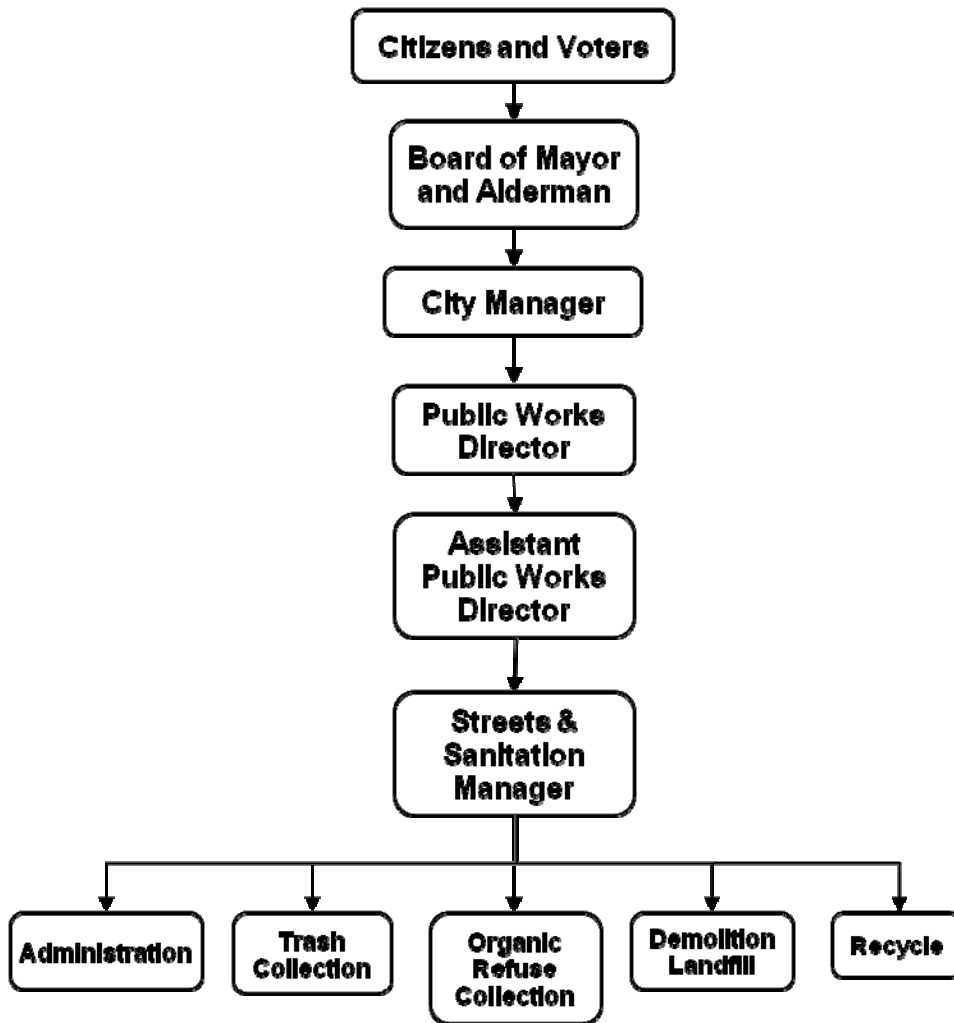 Citizens and Voters
Board of Mayor
and Alderman
City Manager
Public Works
Director
Assistant
Public Works
Director
Streets &
Sanitation
Manager
Administration
Trash
Collection
Organic
Refuse
Collection
Demolition
Landfill
Recycle